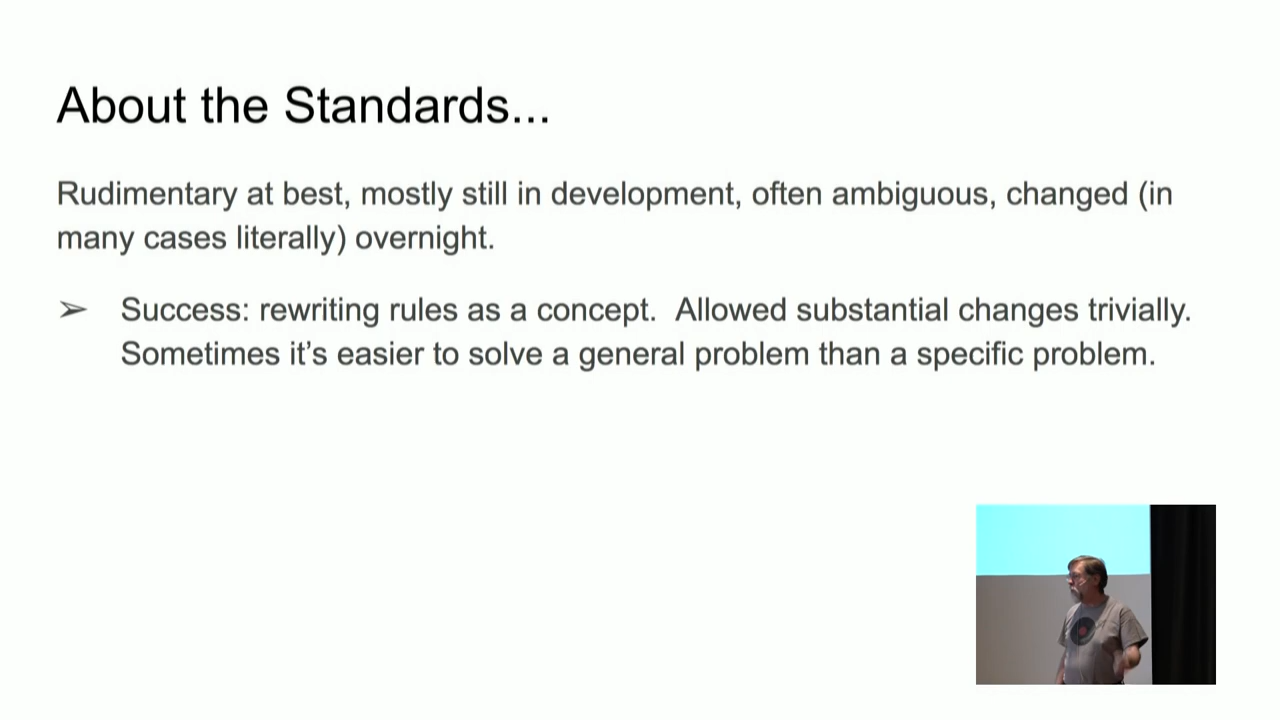 About the Standards...
Rudimentary at best, mostly still in development, often ambiguous, changed (in
many cases literally) overnight.
➢ Success: rewriting rules as a concept.  Allowed substantial changes trivially.
Sometimes it’s easier to solve a general problem than a specific problem.